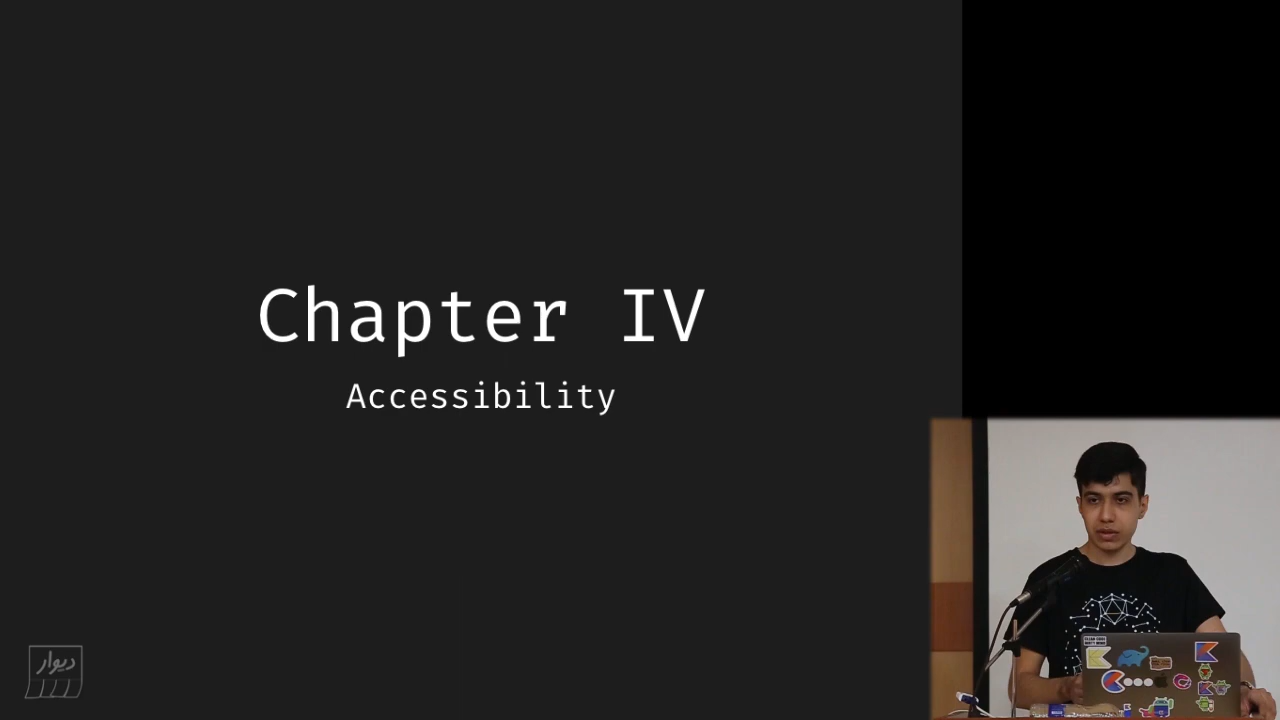 Chapter IV
Accessibility
دیوار